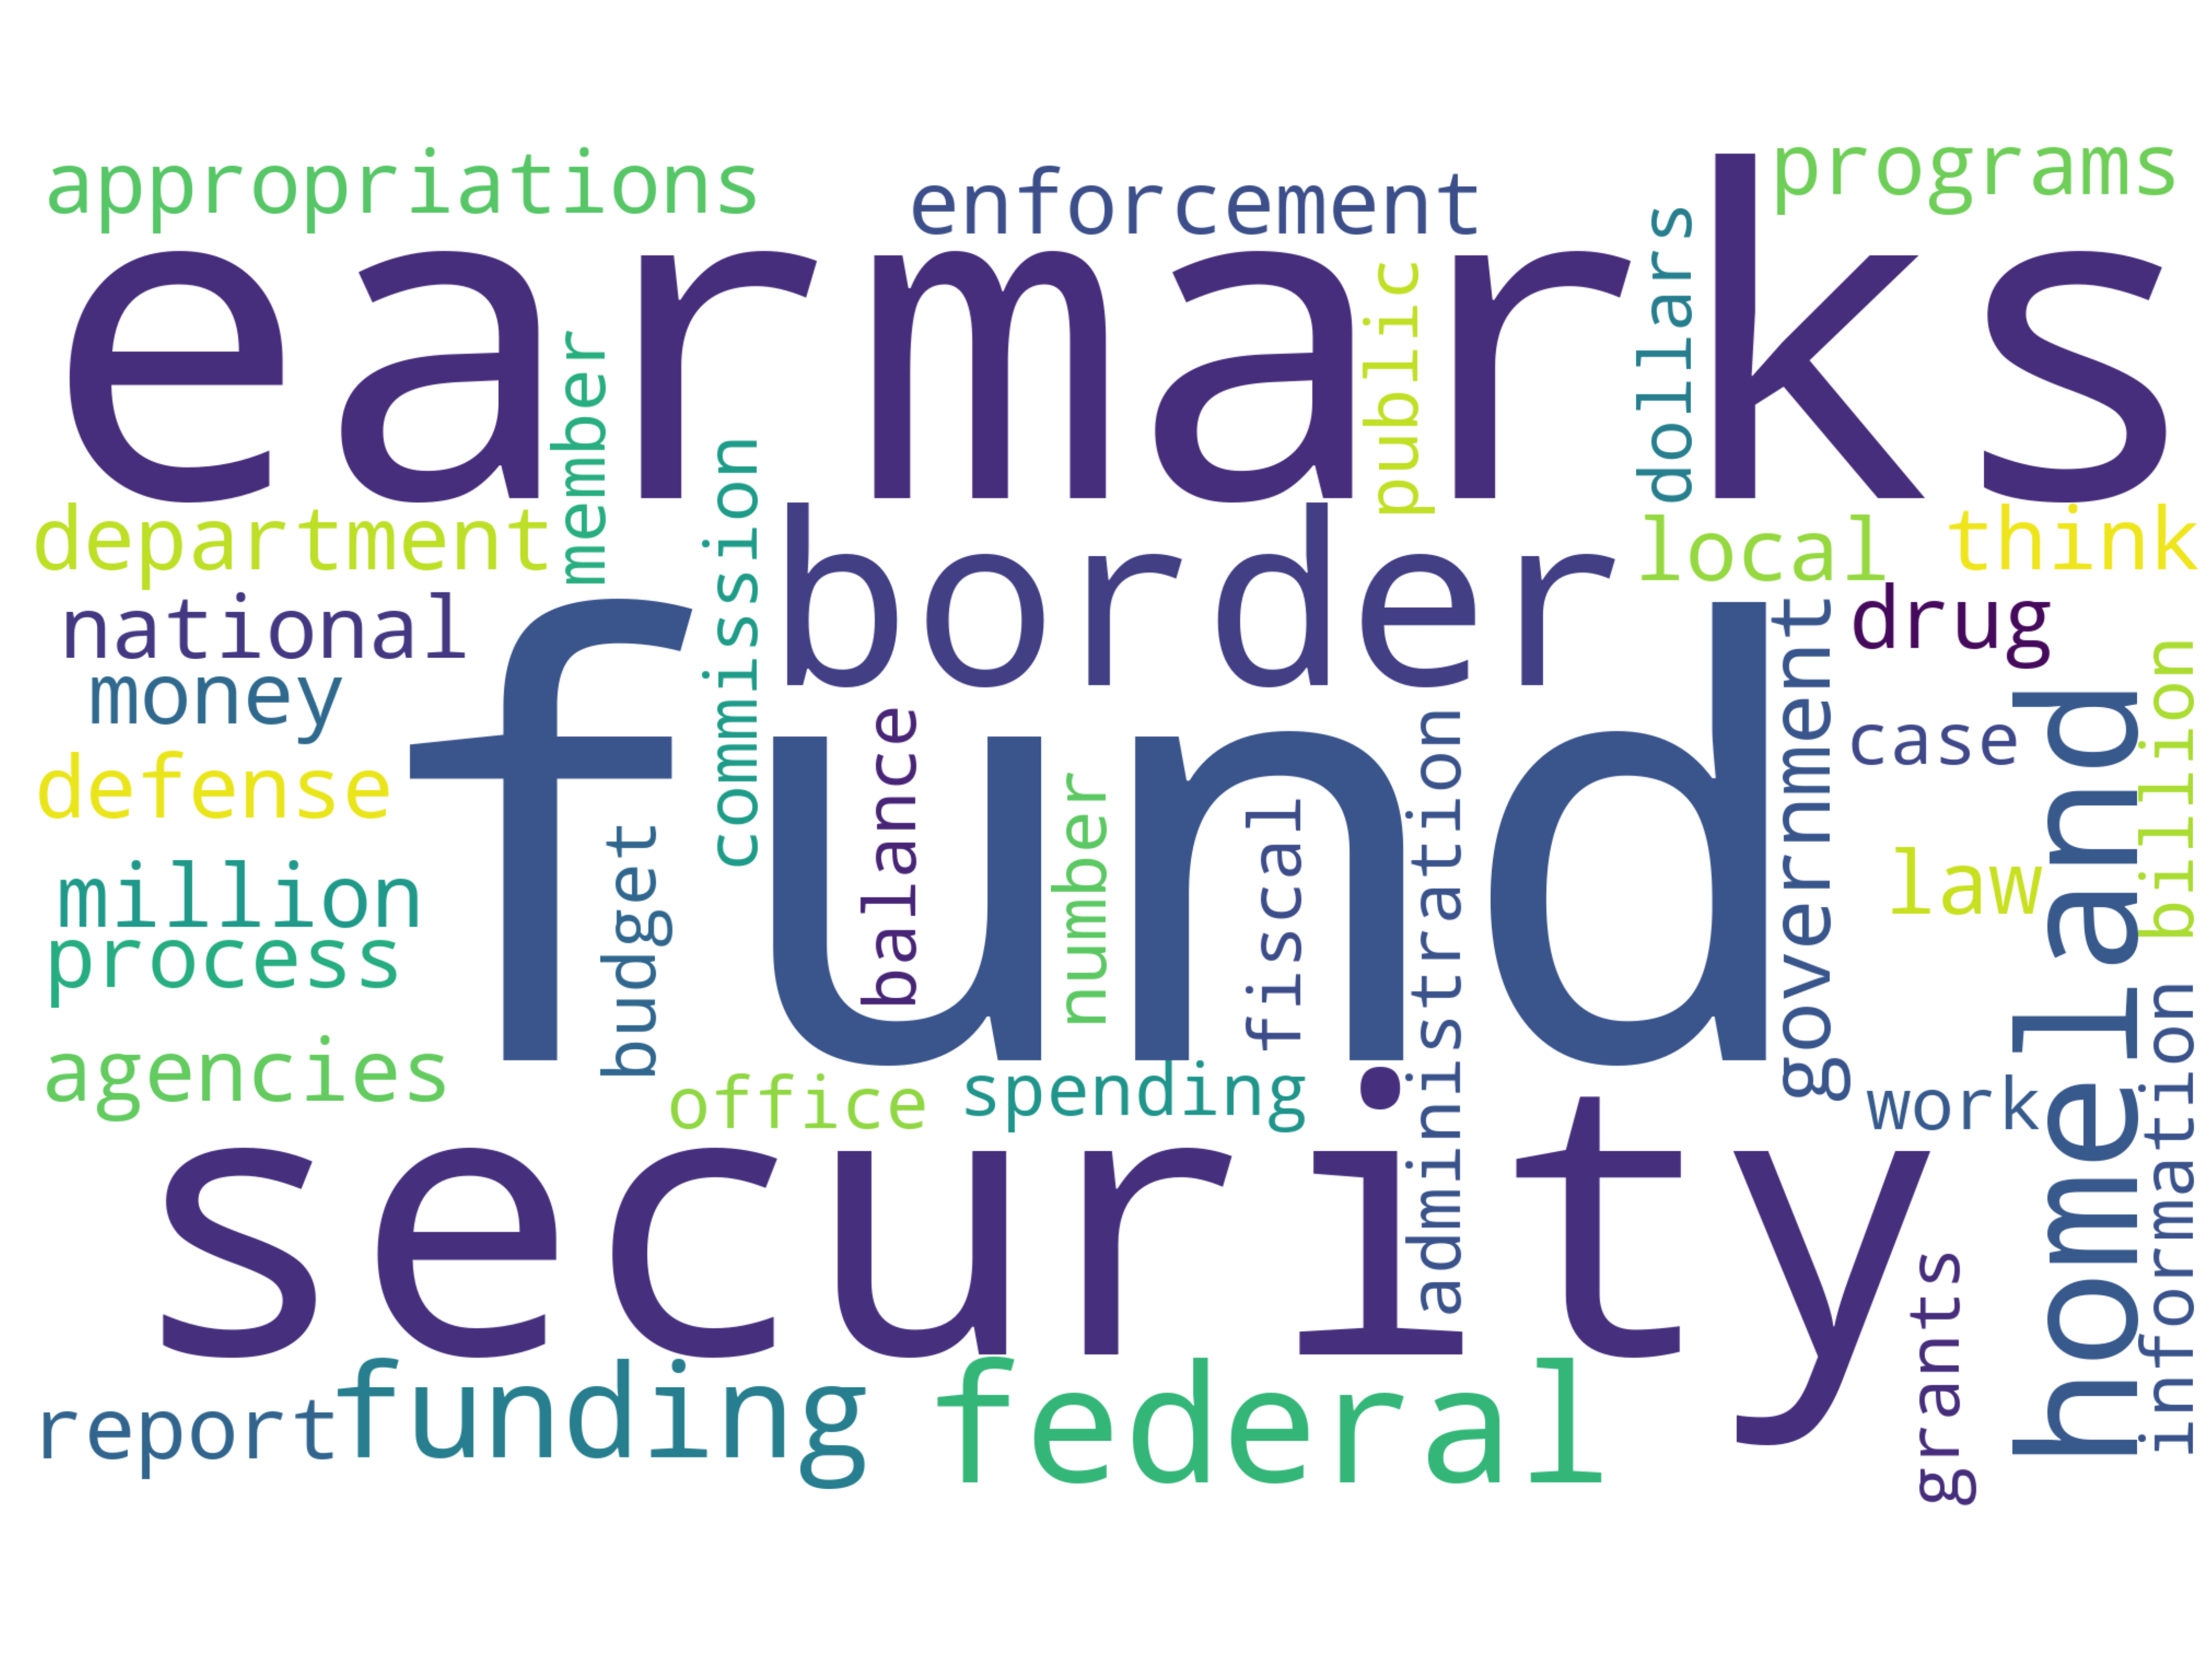 appropriations
enforcement
programs
earmarks
dollars
public
member
commission
department
border
local
think
national
fund
government
drug
money
homeland
billion
case
defense
balance
administration
number
fiscal
budget
million
law
process
information
agencies
office
spending
work
security
grants
report
funding
federal